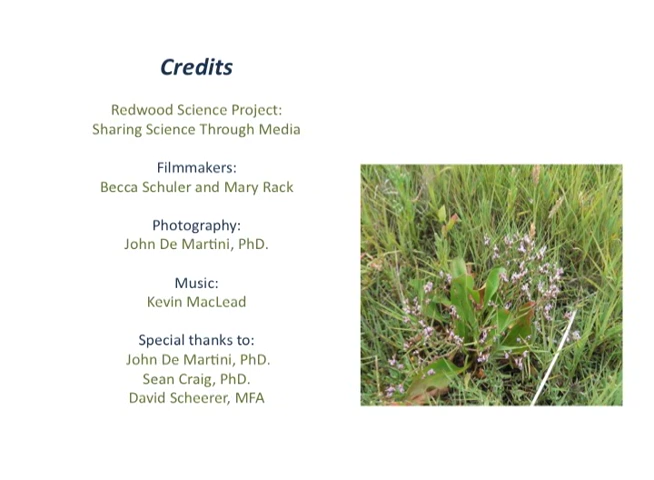 Credits
Redwood Science Project:
Sharing Science Through Media
Filmmakers:
Becca Schuler and Mary Rack
Photography:
John De Martini, PhD.
Music:
Kevin MacLead
Special thanks to:
John De Martini, PhD.
Sean Craig, PhD.
David Scheerer, MFA